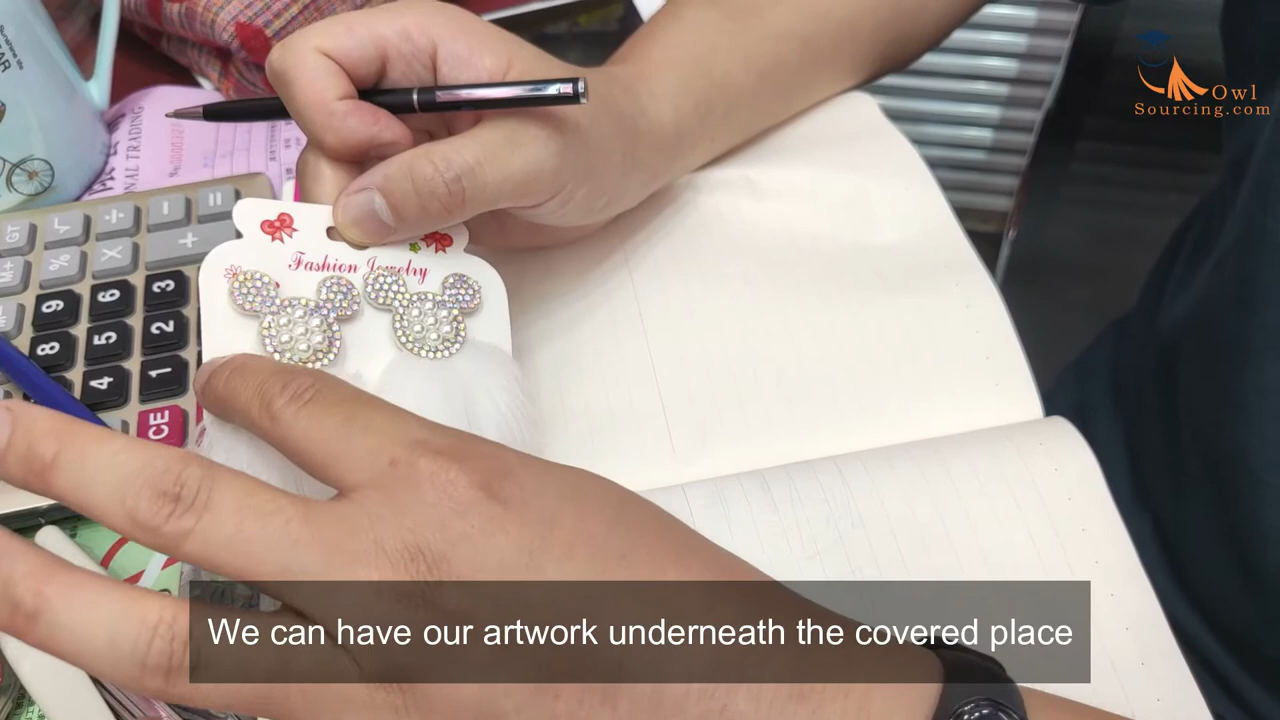 Owl
Sourcing.com
NAL TRADING
GT
√
÷
-
=
M+
%
X
+
9
6
3
8
5
2
4
1
CE
Fashion Jewelry
We can have our artwork underneath the covered place